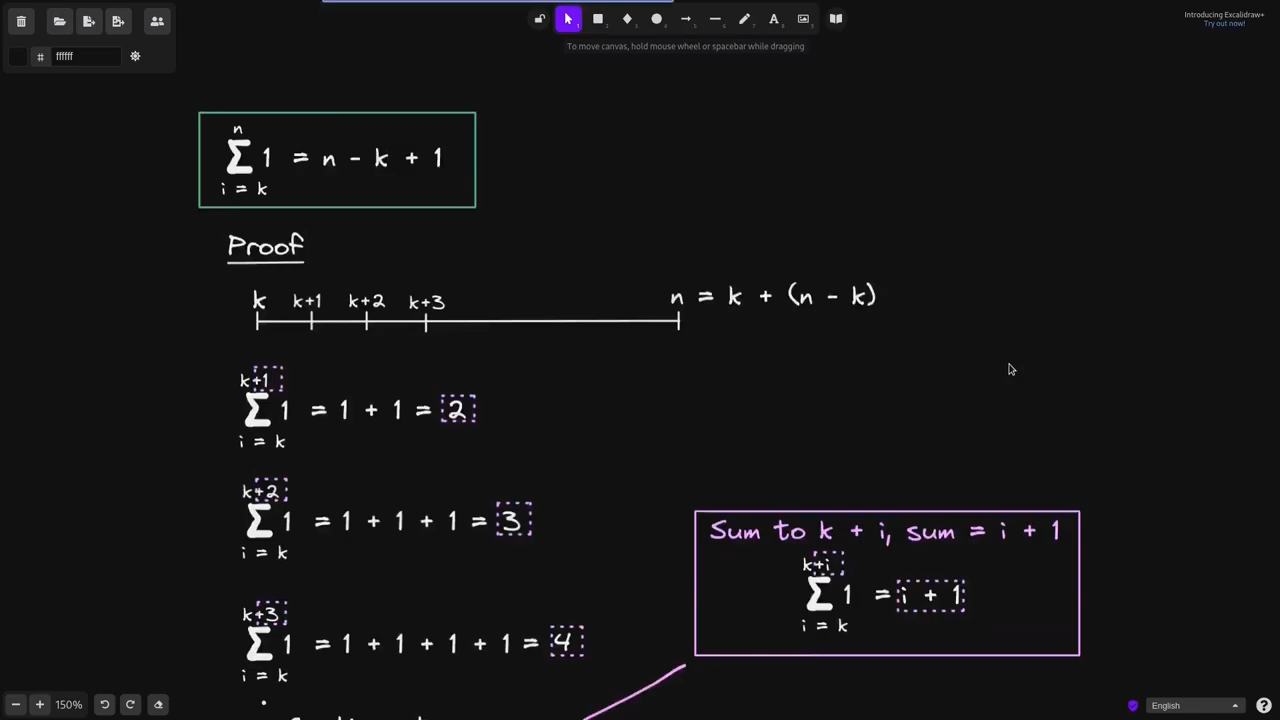 Introducing Excalidraw+
Try out now!
ffffff
To move canvas, hold mouse wheel or spacebar while dragging
n
Σ 1 = n - k + 1
i = k
Proof
k k+1 k+2 k+3
n = k + (n - k)
k+1
Σ 1 = 1 + 1 = 2
i = k
k+2
Σ 1 = 1 + 1 + 1 = 3
i = k
Sum to k + i, sum = i + 1
k+i
Σ 1 = i + 1
i = k
k+3
Σ 1 = 1 + 1 + 1 + 1 = 4
i = k
150%
English